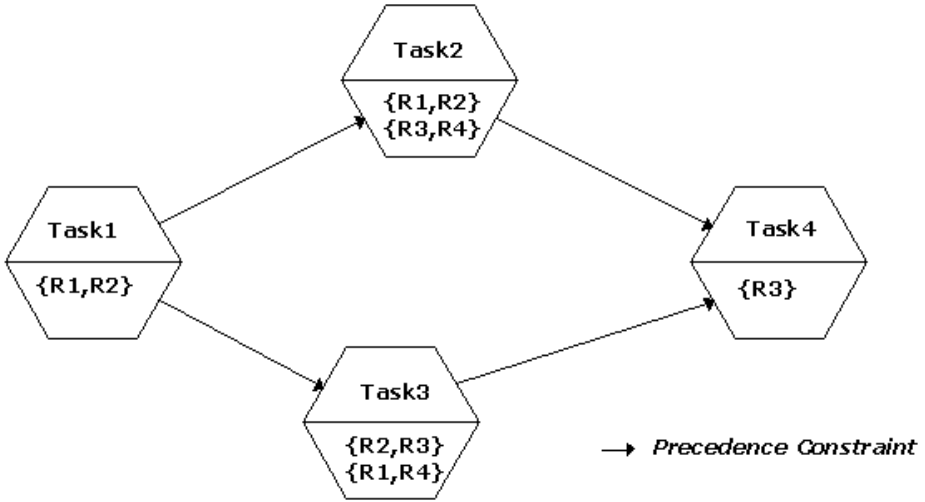 Task2
{R1,R2}
{R3,R4}
Task1
{R1,R2}
Task4
{R3}
Task3
{R2,R3}
{R1,R4}
Precedence Constraint